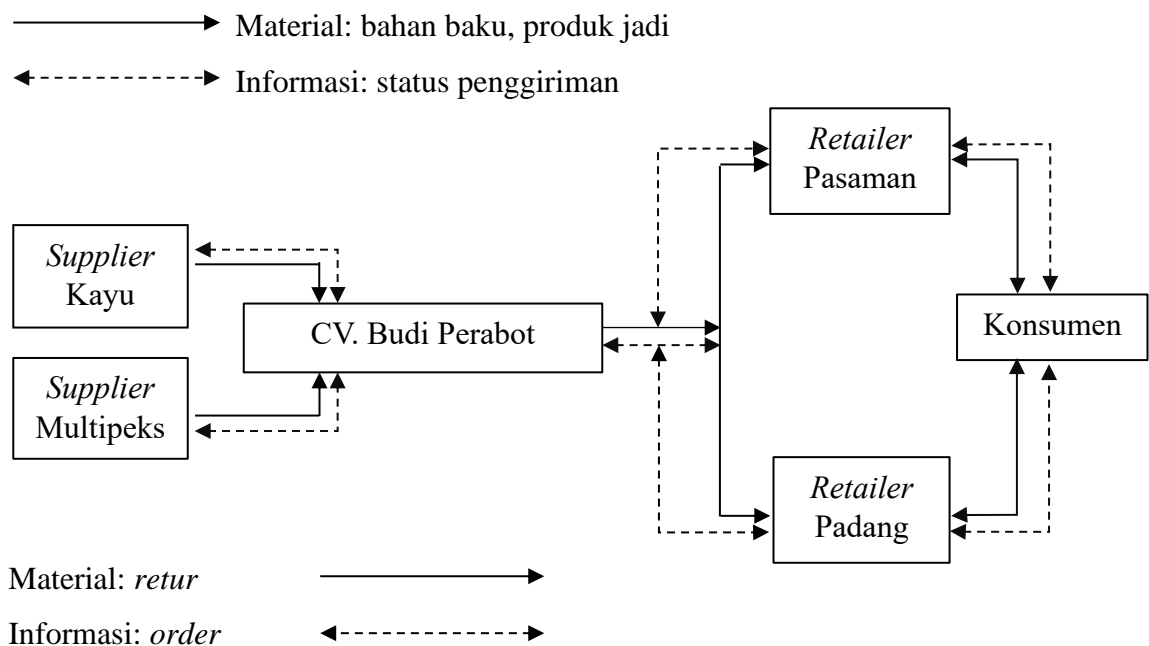 Material: bahan baku, produk jadi
Informasi: status penggiriman
Retailer
Pasaman
Supplier
Kayu
CV. Budi Perabot
Konsumen
Supplier
Multipeks
Retailer
Padang
Material: retur
Informasi: order